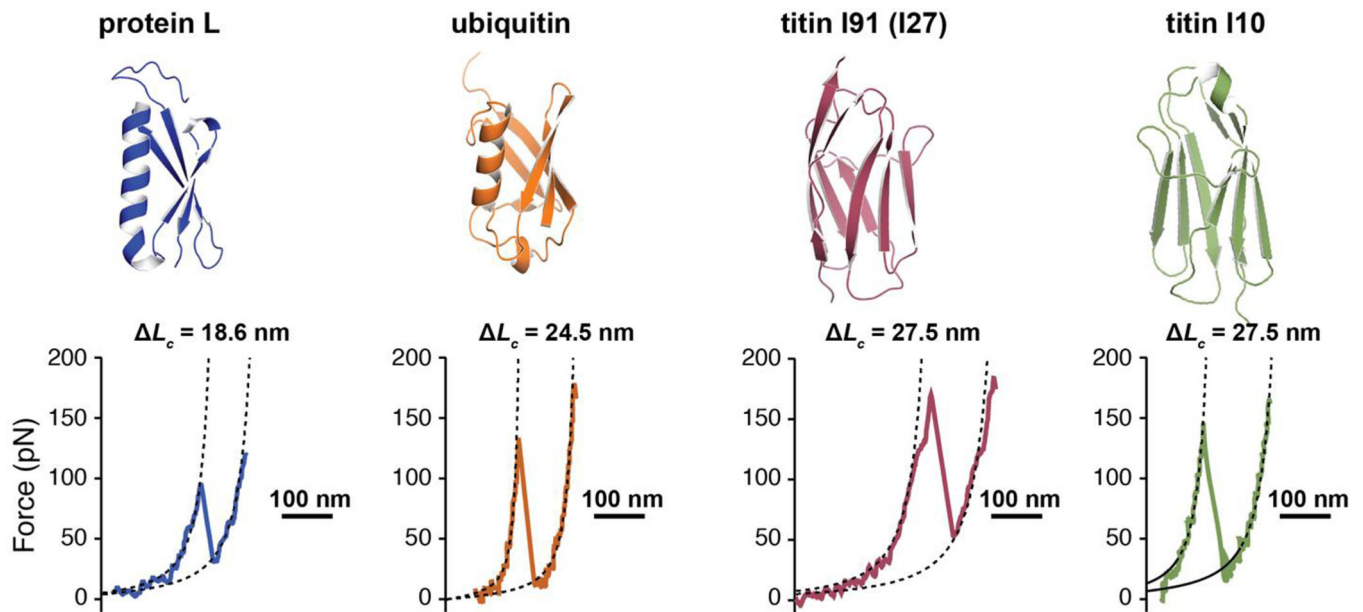 protein L
ubiquitin
titin I91 (I27)
titin I10
ΔLc = 18.6 nm
ΔLc = 24.5 nm
ΔLc = 27.5 nm
ΔLc = 27.5 nm
Force (pN)
200
150
100
50
0
100 nm
200
150
100
50
0
100 nm
200
150
100
50
0
100 nm
200
150
100
50
0
100 nm